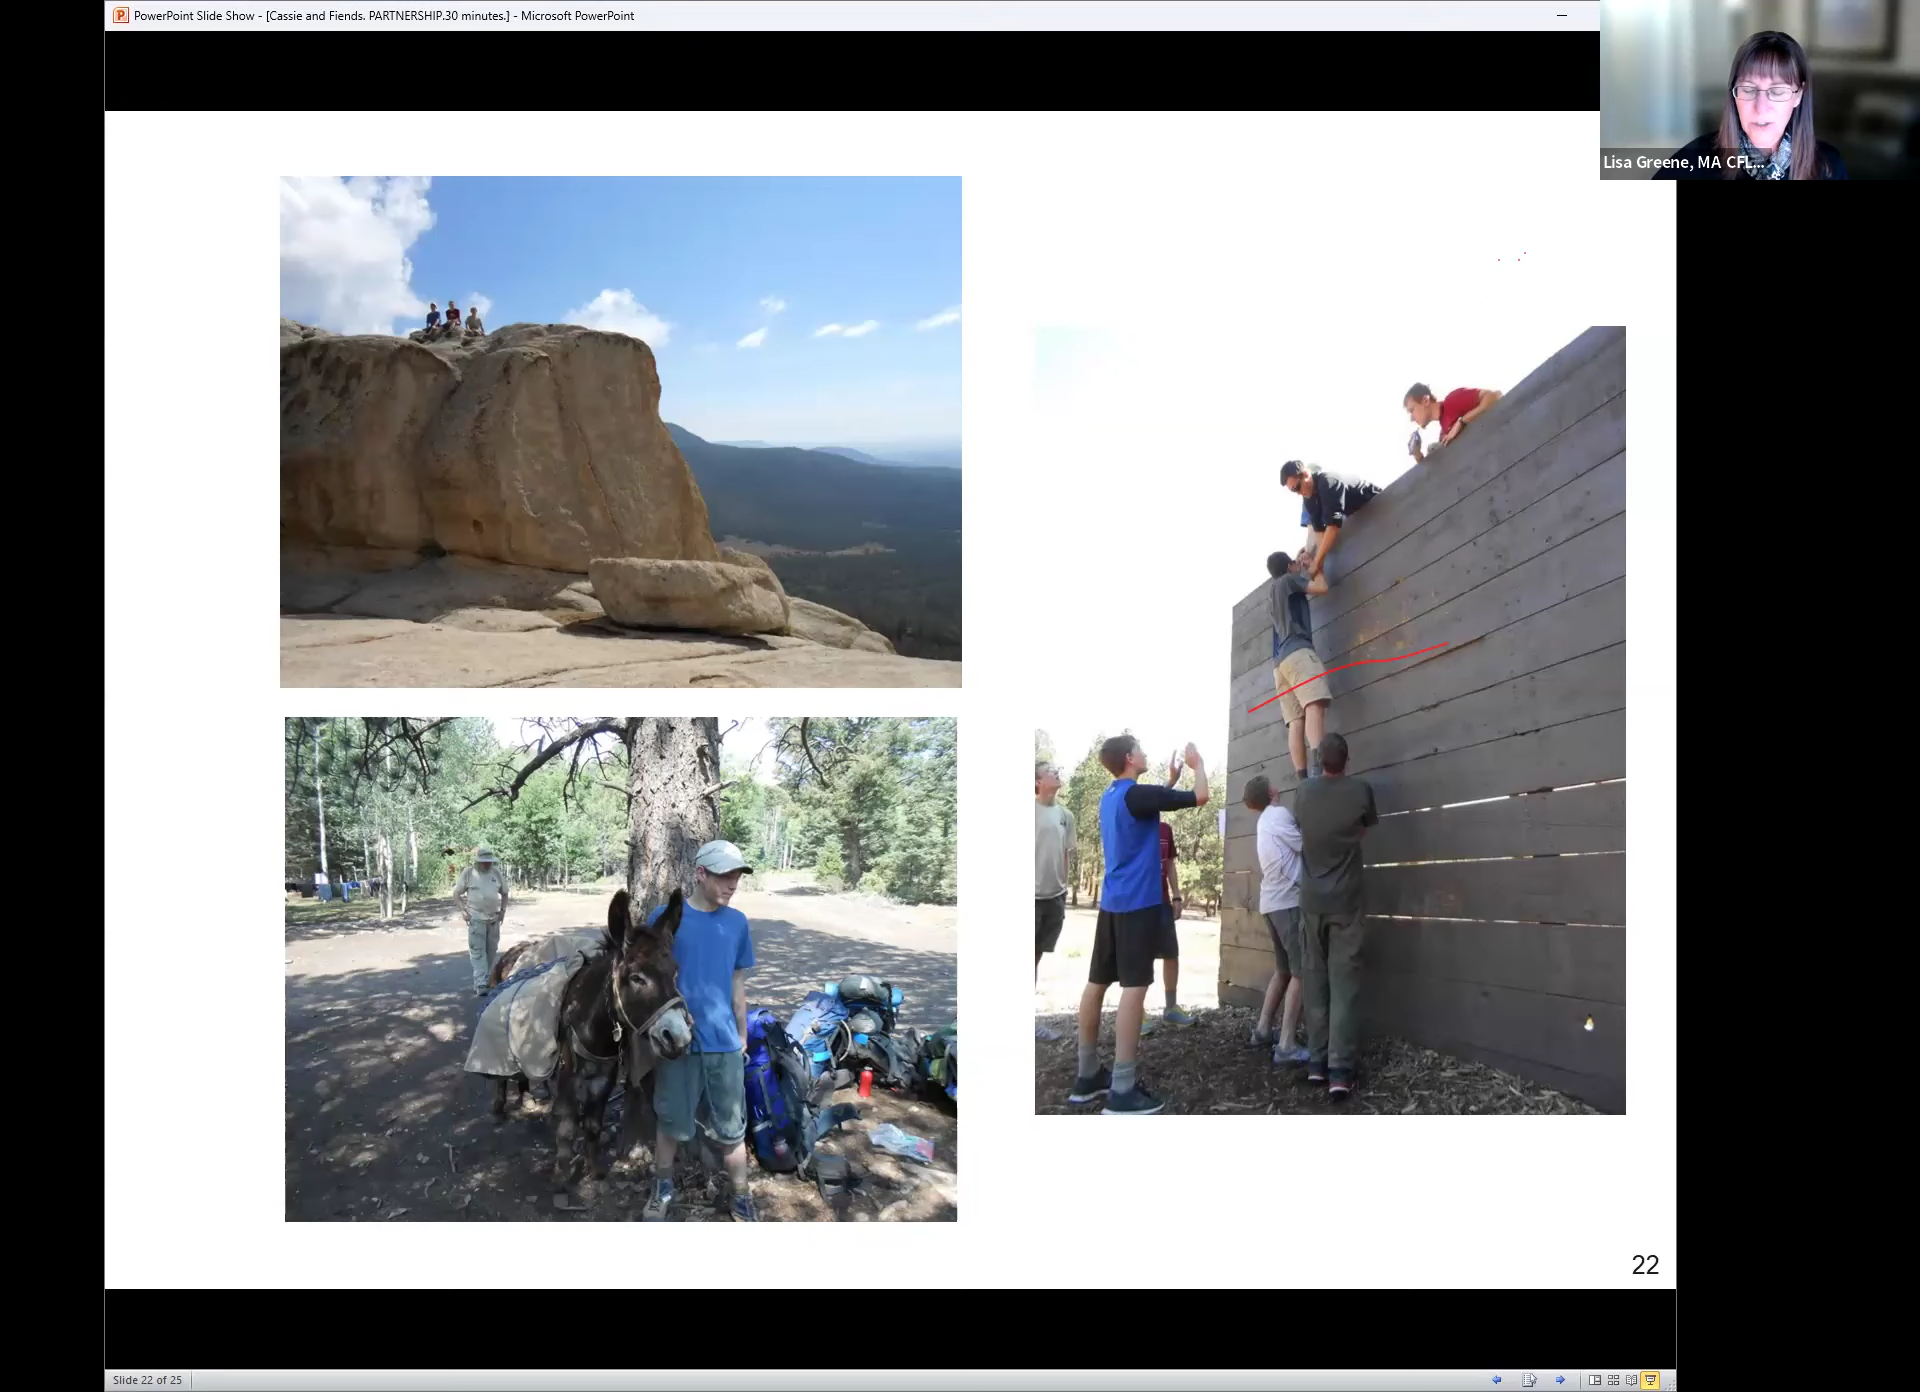 PowerPoint Slide Show - [Cassie and Fiends. PARTNERSHIP.30 minutes.] - Microsoft PowerPoint
Lisa Greene, MA CFL...
22
Slide 22 of 25